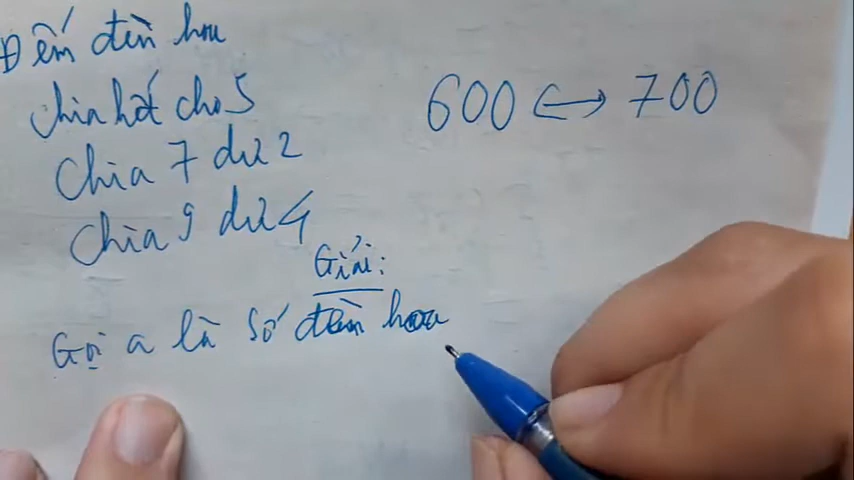 Đếm đèn hoa
chia hết cho 5
600 ↔ 700
chia 7 dư 2
chia 9 dư 4
Giải:
Gọi a là số đèn hoa